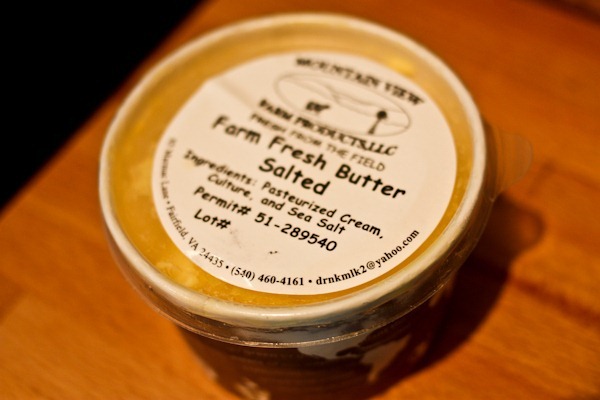 MOUNTAIN VIEW
FARM PRODUCTS,LLC
FRESH FROM THE FIELD
Farm Fresh Butter
Salted
Ingredients: Pasteurized Cream,
Culture, and Sea Salt
Permit# 51-289540
Lot#
Lane • Fairfield, VA 24435 • (540) 460-4161 • drnkmlk2@yahoo.com